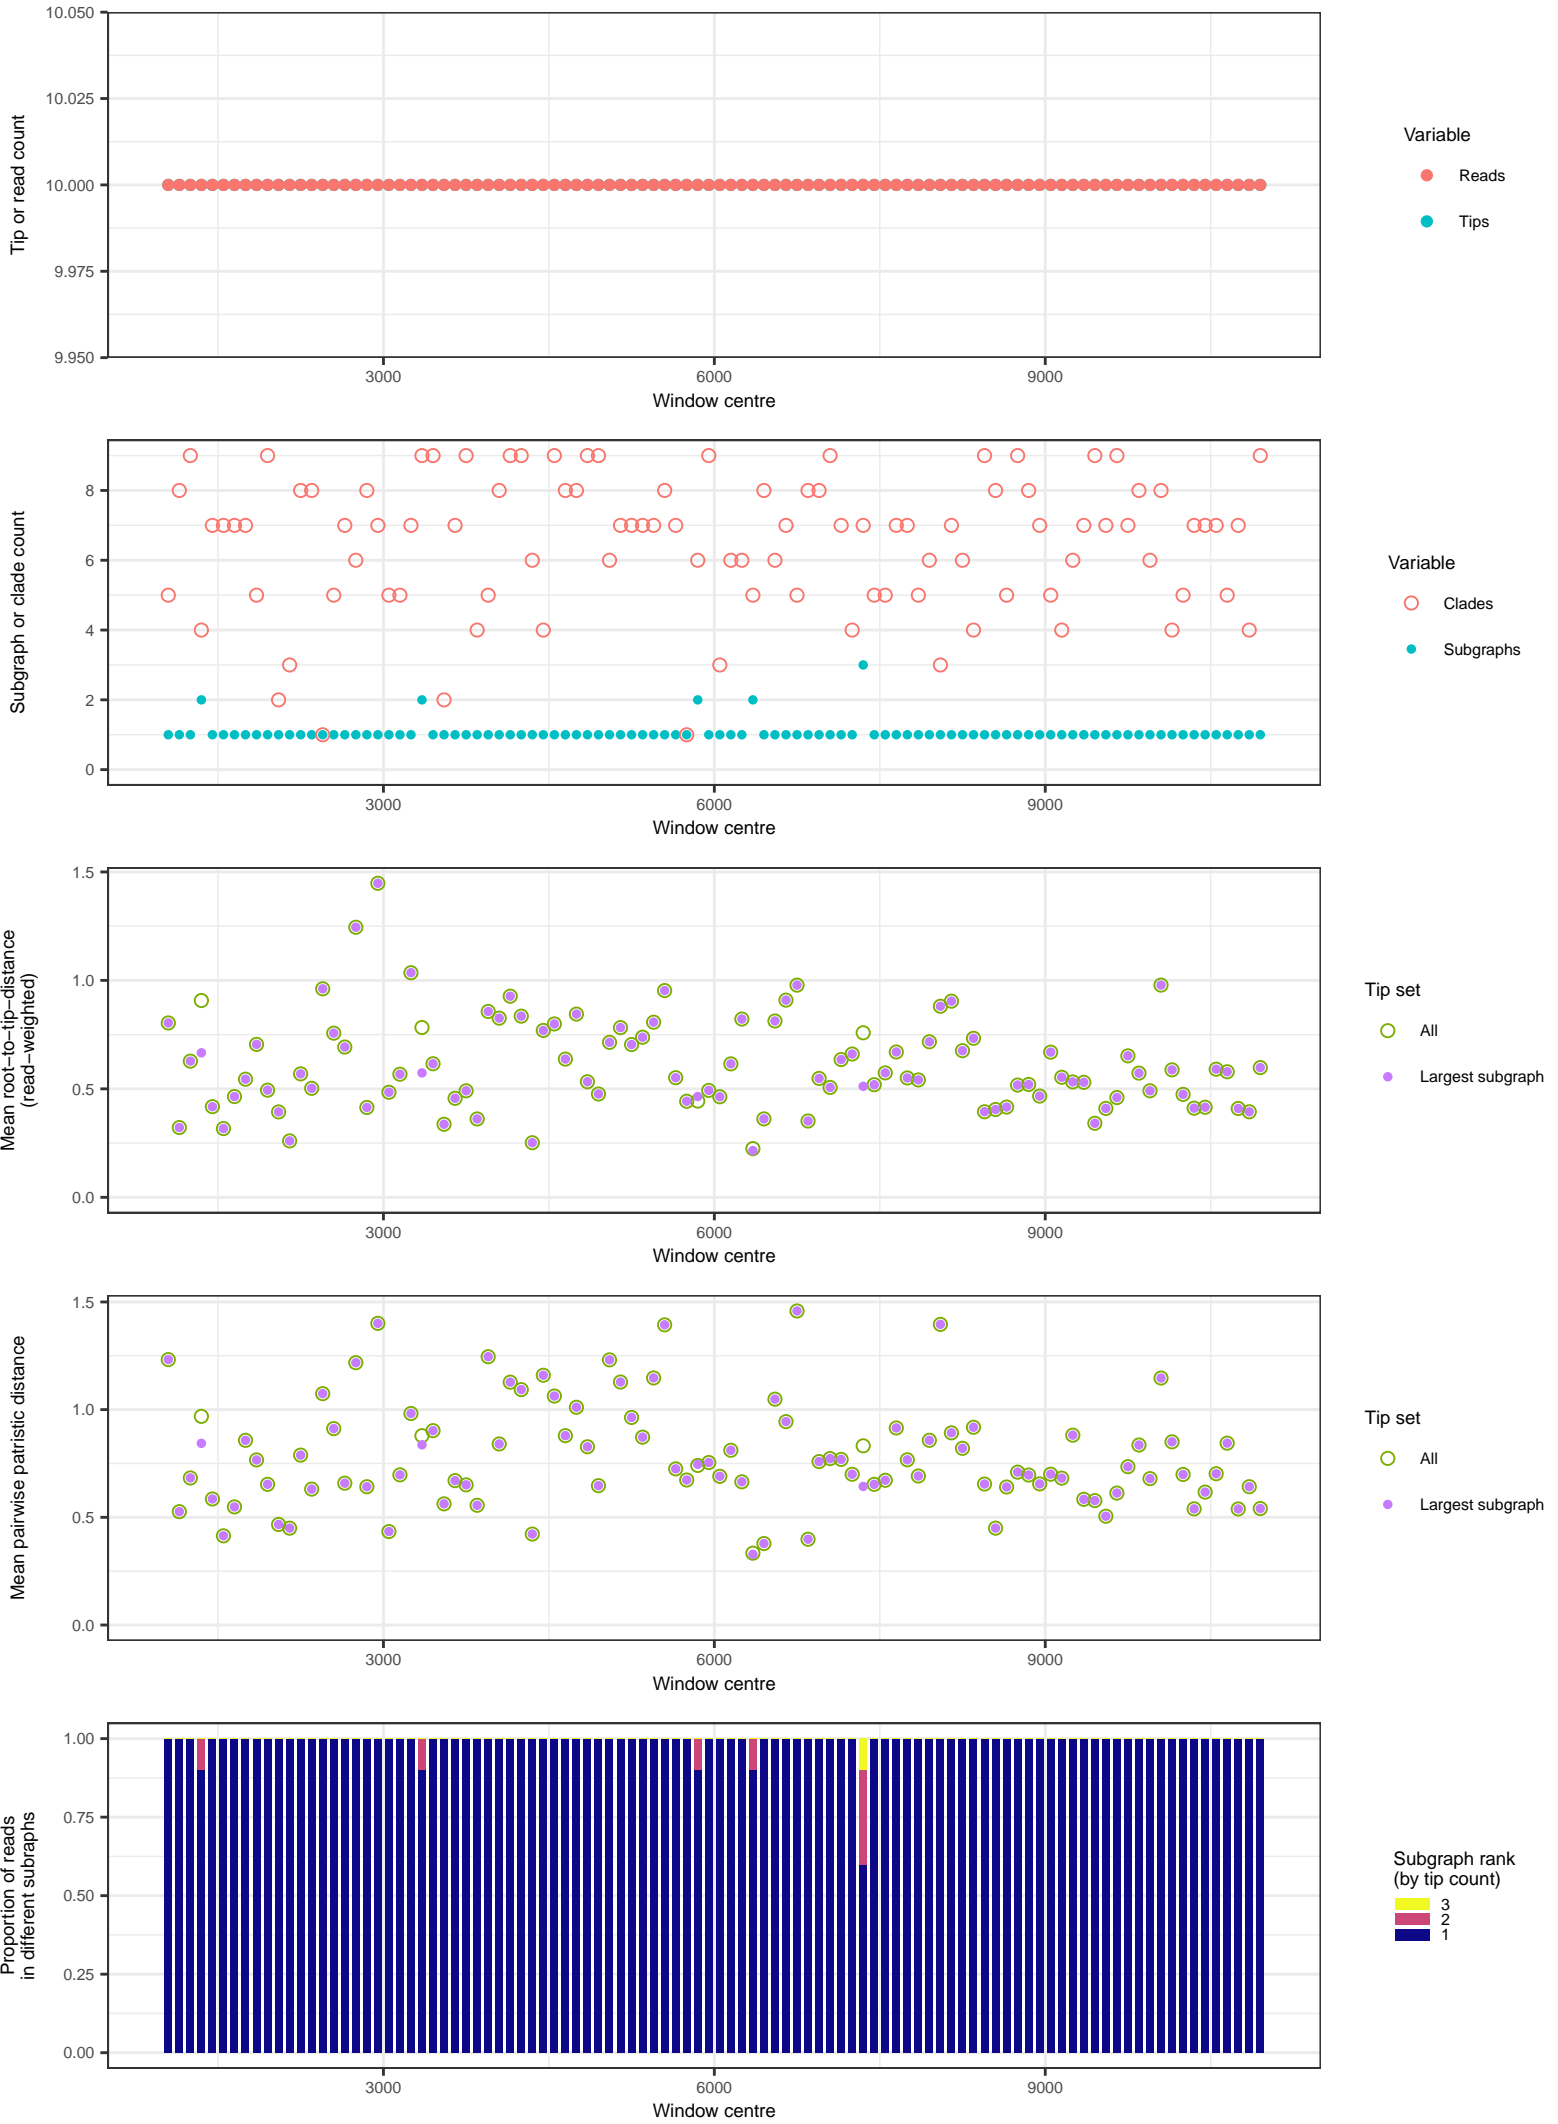 10.050
10.025
10.000
9.975
9.950
Tip or read count
3000 6000 9000
Window centre
Variable
Reads
Tips
8
6
4
2
0
Subgraph or clade count
3000 6000 9000
Window centre
Variable
Clades
Subgraphs
1.5
1.0
0.5
0.0
Mean root−to−tip−distance
(read−weighted)
3000 6000 9000
Window centre
Tip set
All
Largest subgraph
1.5
1.0
0.5
0.0
Mean pairwise patristic distance
3000 6000 9000
Window centre
Tip set
All
Largest subgraph
1.00
0.75
0.50
0.25
0.00
Proportion of reads
in different subraphs
3000 6000 9000
Window centre
Subgraph rank
(by tip count)
3
2
1